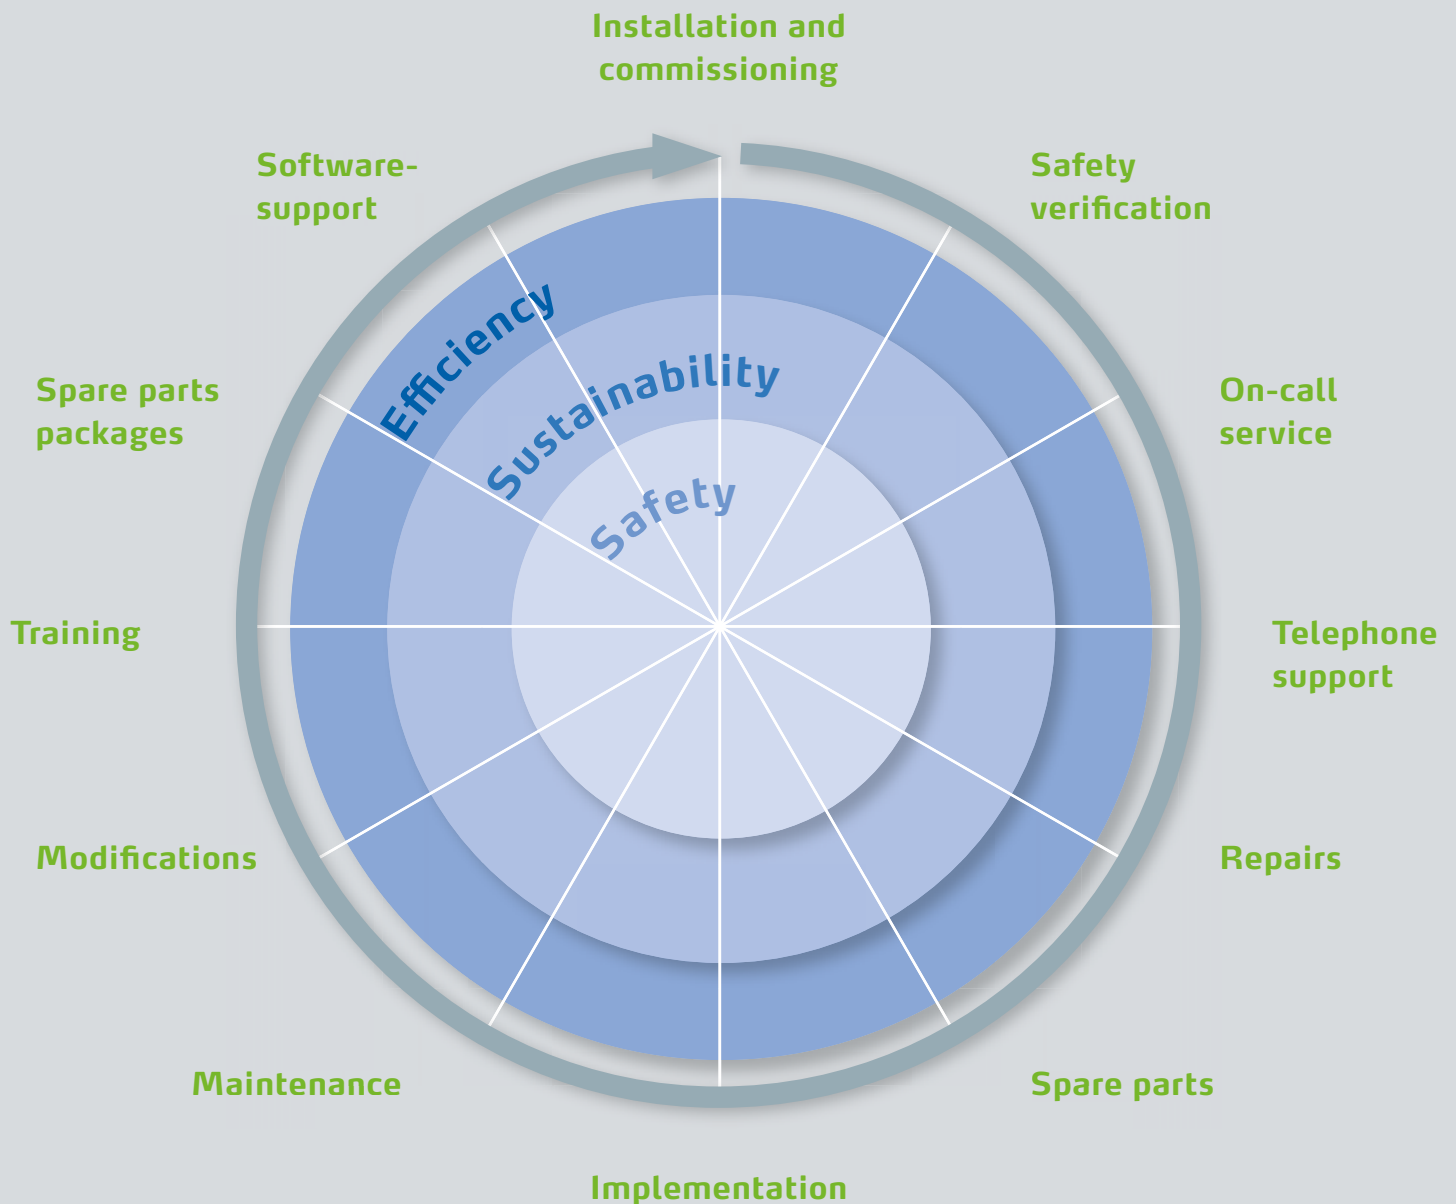 Installation and
commissioning
Software-
support
Safety
verification
Efficiency
Sustainability
Safety
Spare parts
packages
On-call
service
Training
Telephone
support
Modifications
Repairs
Maintenance
Spare parts
Implementation